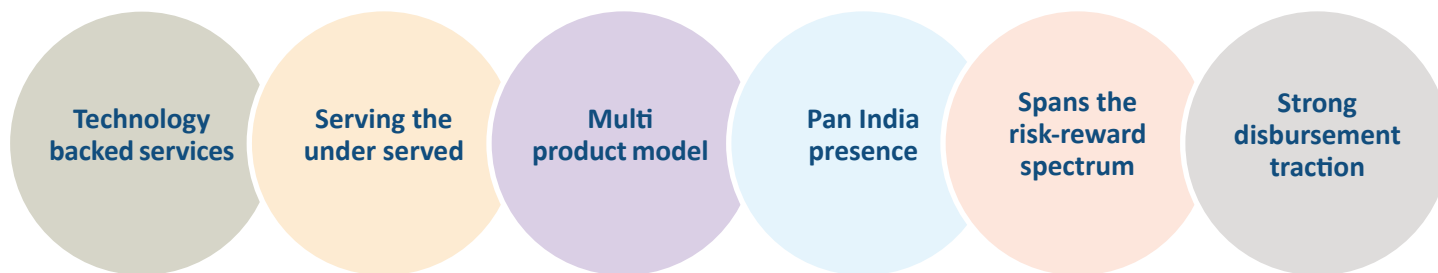 Technology
backed services
Serving the
under served
Multi
product model
Pan India
presence
Spans the
risk-reward
spectrum
Strong
disbursement
traction